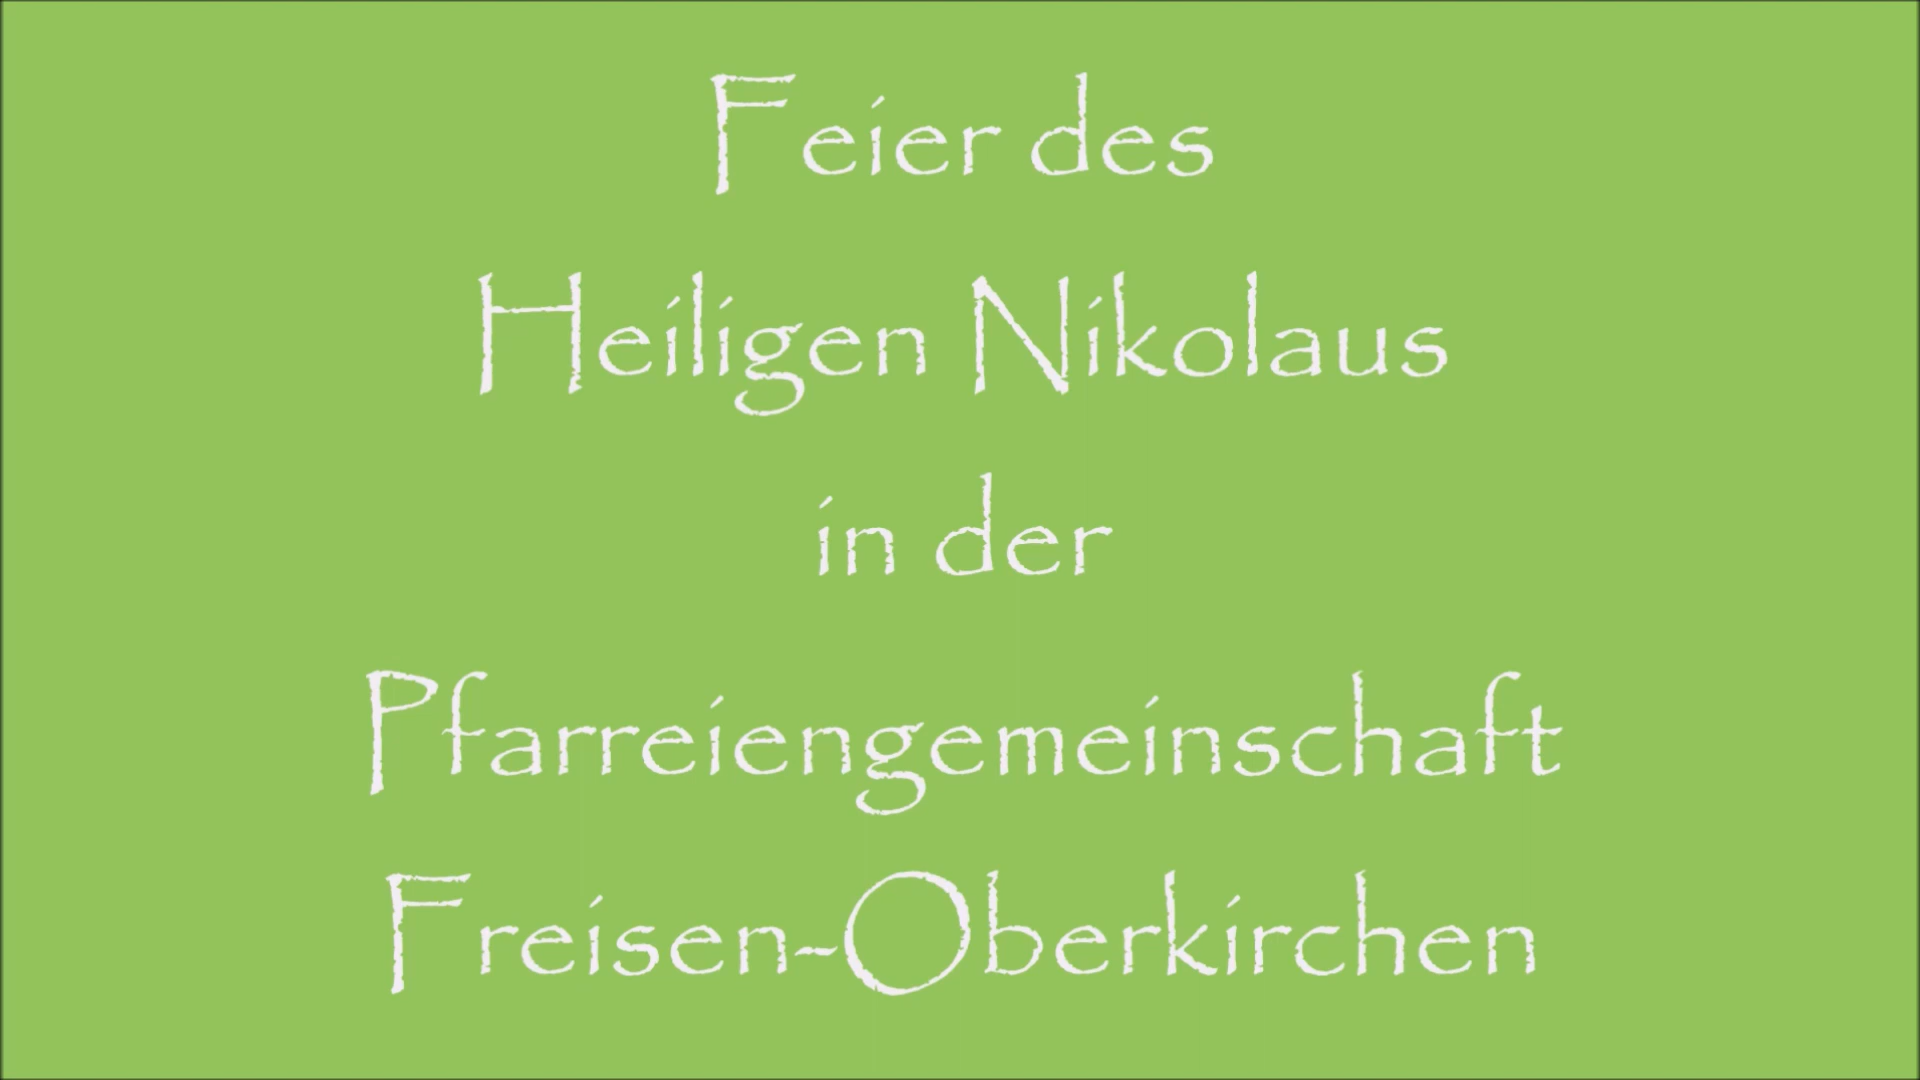 Feier des
Heiligen Nikolaus
in der
Pfarreiengemeinschaft
Freisen-Oberkirchen